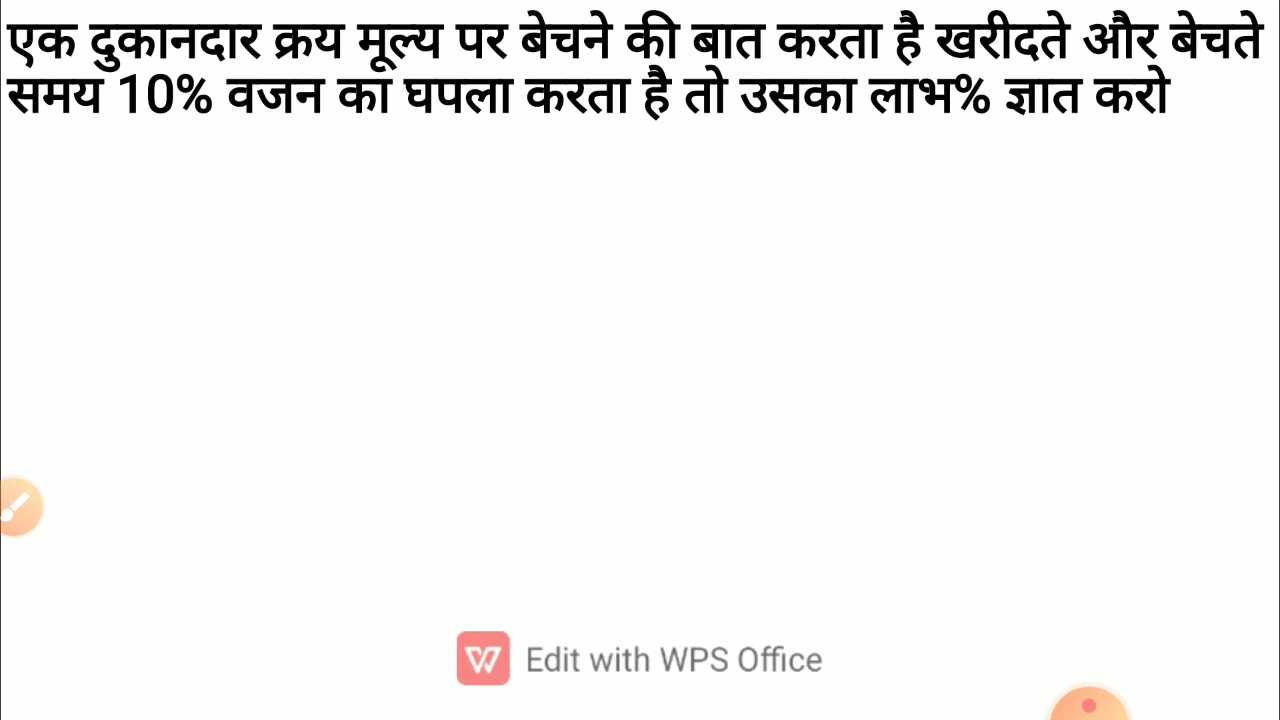 एक दुकानदार क्रय मूल्य पर बेचने की बात करता है खरीदते और बेचते
समय 10% वजन का घपला करता है तो उसका लाभ% ज्ञात करो
Edit with WPS Office